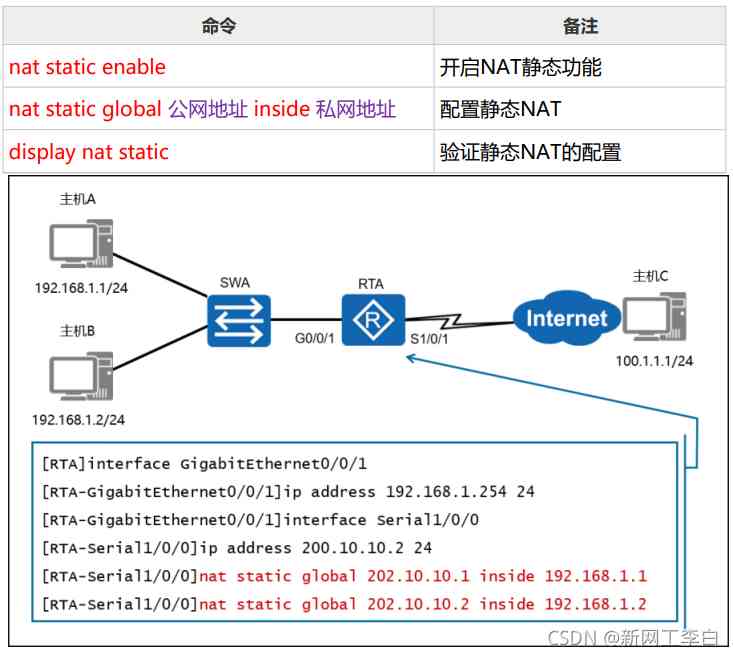 命令 备注
nat static enable 开启NAT静态功能
nat static global 公网地址 inside 私网地址 配置静态NAT
display nat static 验证静态NAT的配置
主机A
192.168.1.1/24
主机B
192.168.1.2/24
SWA
G0/0/1
RTA
R
S1/0/1
Internet
主机C
100.1.1.1/24
[RTA]interface GigabitEthernet0/0/1
[RTA-GigabitEthernet0/0/1]ip address 192.168.1.254 24
[RTA-GigabitEthernet0/0/1]interface Serial1/0/0
[RTA-Serial1/0/0]ip address 200.10.10.2 24
[RTA-Serial1/0/0]nat static global 202.10.10.1 inside 192.168.1.1
[RTA-Serial1/0/0]nat static global 202.10.10.2 inside 192.168.1.2
CSDN @新网工李白